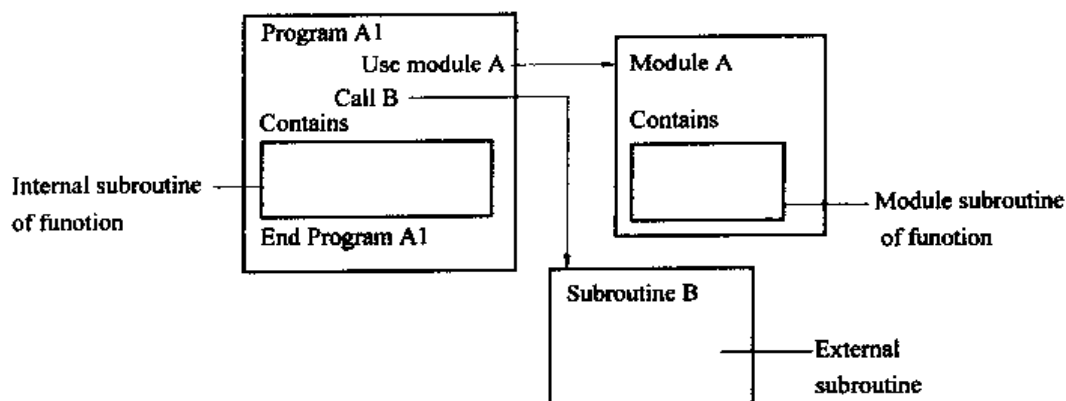 Program A1
Use module A
Call B
Contains
End Program A1
Internal subroutine
of funotion
Module A
Contains
Module subroutine
of funotion
Subroutine B
External
subroutine